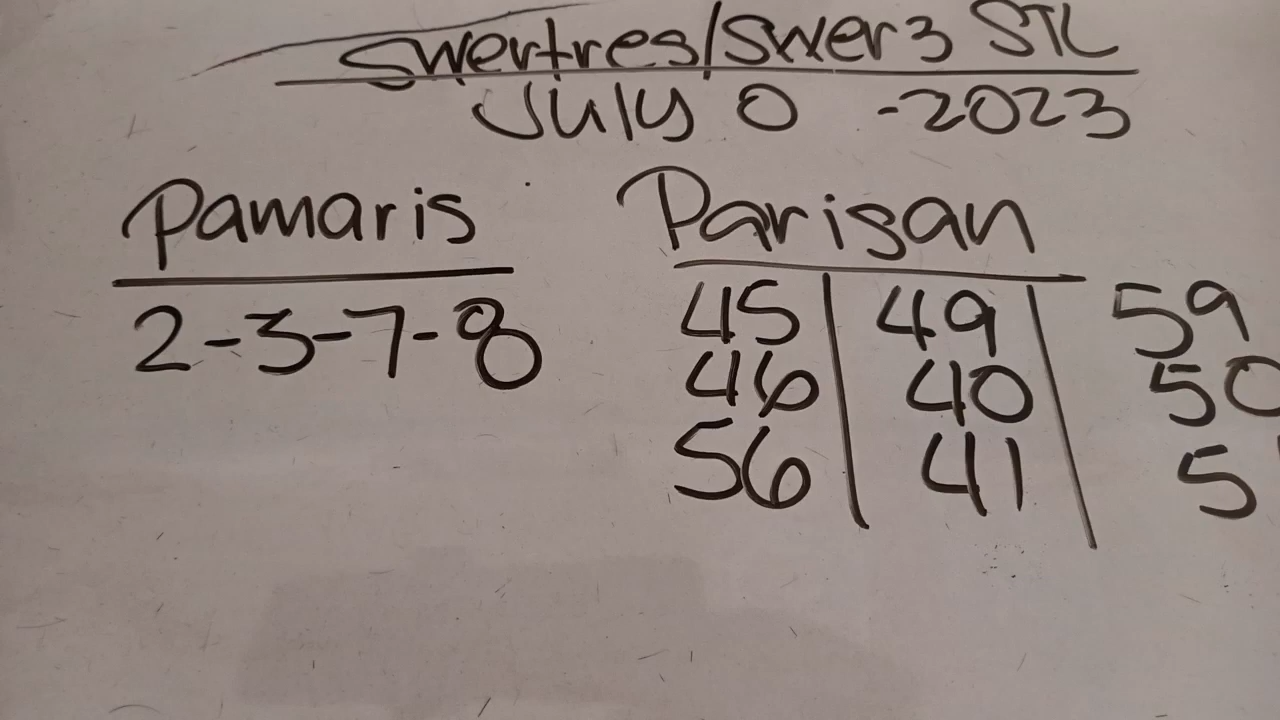 Swertres/Swer3 STL
July 0 -2023
Pamaris Parisan
2-3-7-8 45 49 59
46 40 50
56 41 5